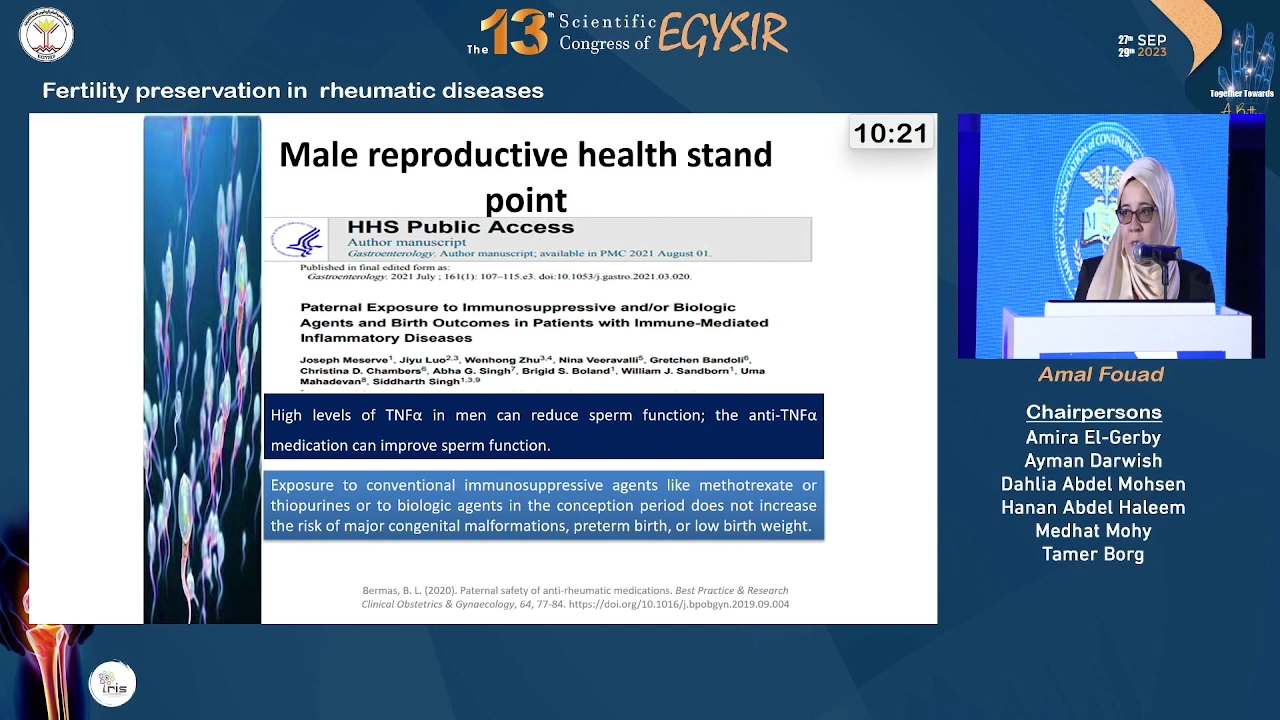 The 13th Scientific Congress of EGYSIR
27th SEP
29th 2023
Together Towards
Fertility preservation in rheumatic diseases
10:21
Male reproductive health stand
point
HHS Public Access
Author manuscript
Gastroenterology. Author manuscript; available in PMC 2021 August 01.
Published in final edited form as:
Gastroenterology. 2021 July ; 161(1): 107–115.e3. doi:10.1053/j.gastro.2021.03.020.
Paternal Exposure to Immunosuppressive and/or Biologic
Agents and Birth Outcomes in Patients with Immune-Mediated
Inflammatory Diseases
Joseph Meserve1, Jiyu Luo2,3, Wenhong Zhu3,4, Nina Veeravalli5, Gretchen Bandoli6,
Christina D. Chambers6, Abha G. Singh7, Brigid S. Boland1, William J. Sandborn1, Uma
Mahadevan8, Siddharth Singh1,3,9
High levels of TNFα in men can reduce sperm function; the anti-TNFα
medication can improve sperm function.
Exposure to conventional immunosuppressive agents like methotrexate or
thiopurines or to biologic agents in the conception period does not increase
the risk of major congenital malformations, preterm birth, or low birth weight.
Bermas, B. L. (2020). Paternal safety of anti-rheumatic medications. Best Practice & Research
Clinical Obstetrics & Gynaecology, 64, 77-84. https://doi.org/10.1016/j.bpobgyn.2019.09.004
Amal Fouad
Chairpersons
Amira El-Gerby
Ayman Darwish
Dahlia Abdel Mohsen
Hanan Abdel Haleem
Medhat Mohy
Tamer Borg
iris